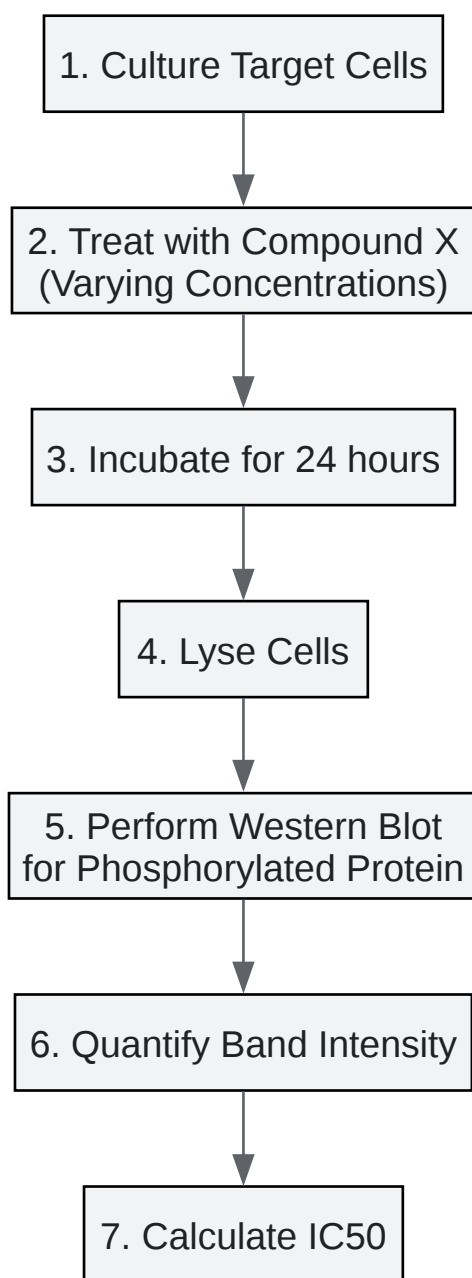 1. Culture Target Cells
2. Treat with Compound X
(Varying Concentrations)
3. Incubate for 24 hours
4. Lyse Cells
5. Perform Western Blot
for Phosphorylated Protein
6. Quantify Band Intensity
7. Calculate IC50